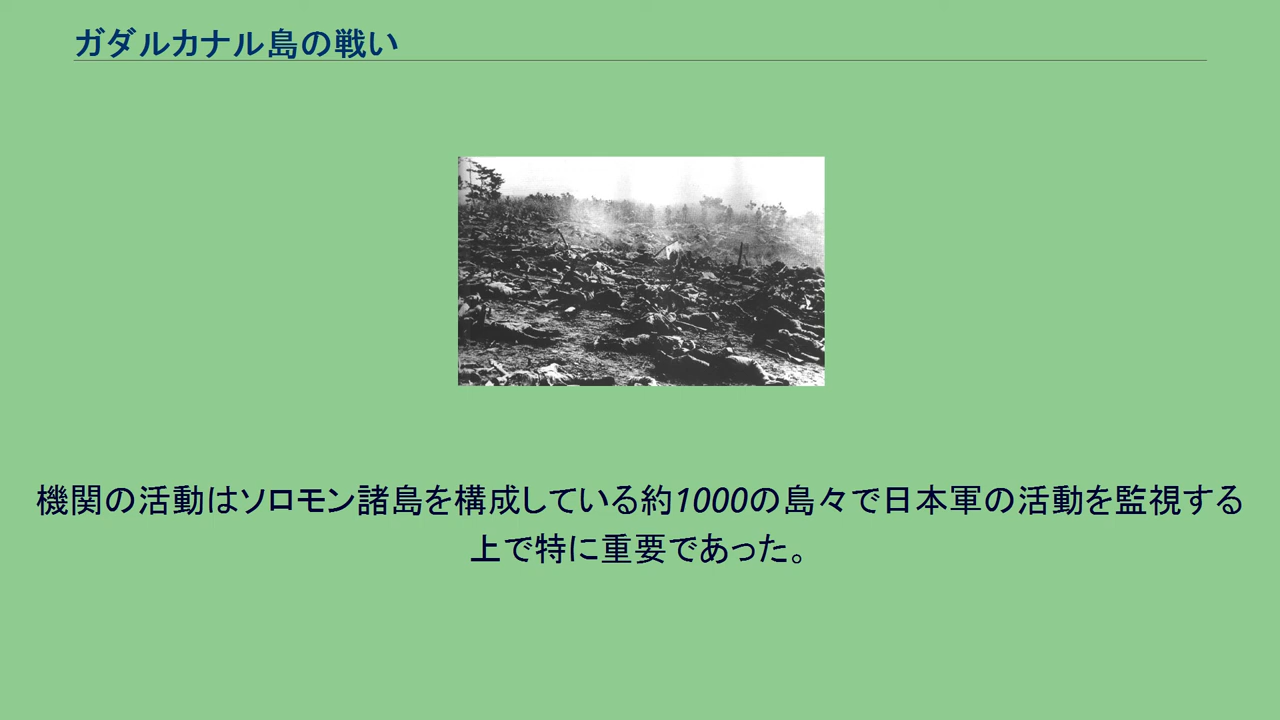 ガダルカナル島の戦い
機関の活動はソロモン諸島を構成している約1000の島々で日本軍の活動を監視する
上で特に重要であった。